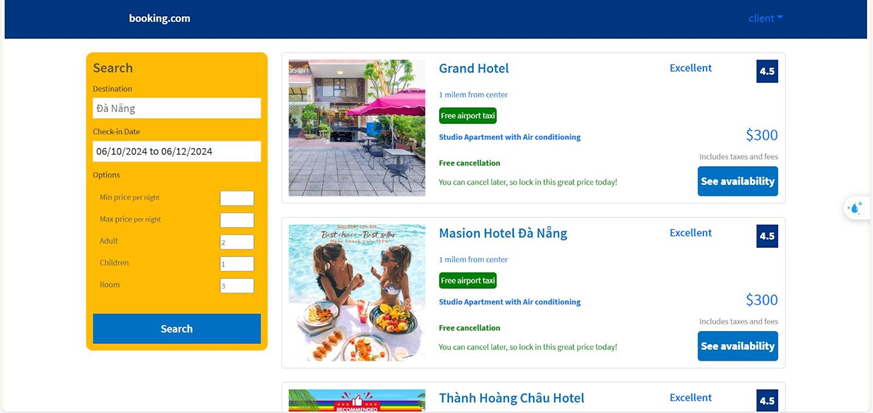 booking.com
client
Search
Destination
Đà Nẵng
Check-in Date
06/10/2024 to 06/12/2024
Options
Min price per night
Max price per night
Adult
2
Children
1
Room
3
Search
Grand Hotel
Excellent
4.5
1 milem from center
Free airport taxi
Studio Apartment with Air conditioning
$300
Free cancellation
Includes taxes and fees
You can cancel later, so lock in this great price today!
See availability
Best choice - Best seller
Masion Hotel Đà Nẵng
Excellent
4.5
1 milem from center
Free airport taxi
Studio Apartment with Air conditioning
$300
Free cancellation
Includes taxes and fees
You can cancel later, so lock in this great price today!
See availability
RECOMMENDED
Thành Hoàng Châu Hotel
Excellent
4.5